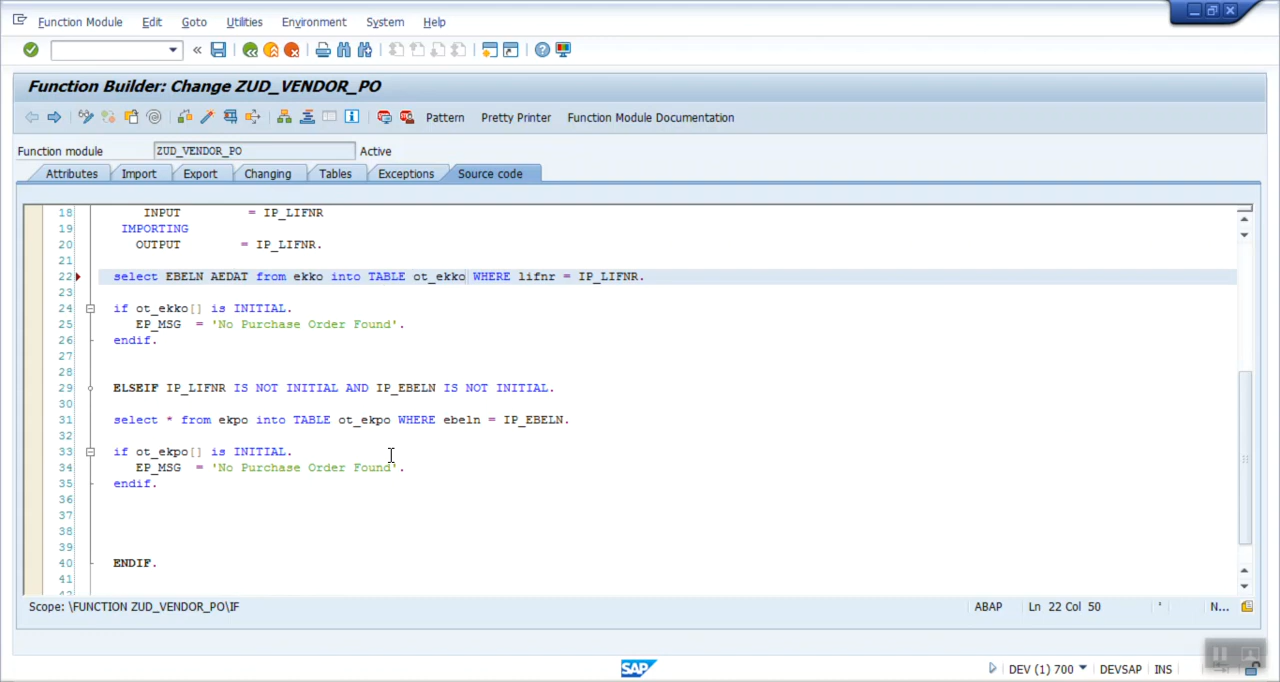 Function Module Edit Goto Utilities Environment System Help
«
Function Builder: Change ZUD_VENDOR_PO
Pattern Pretty Printer Function Module Documentation
Function module ZUD_VENDOR_PO Active
Attributes Import Export Changing Tables Exceptions Source code
18 INPUT = IP_LIFNR
19 IMPORTING
20 OUTPUT = IP_LIFNR.
21
22 select EBELN AEDAT from ekko into TABLE ot_ekko WHERE lifnr = IP_LIFNR.
23
24 if ot_ekko[] is INITIAL.
25 EP_MSG = 'No Purchase Order Found'.
26 endif.
27
28
29 ELSEIF IP_LIFNR IS NOT INITIAL AND IP_EBELN IS NOT INITIAL.
30
31 select * from ekpo into TABLE ot_ekpo WHERE ebeln = IP_EBELN.
32
33 if ot_ekpo[] is INITIAL.
34 EP_MSG = 'No Purchase Order Found'.
35 endif.
36
37
38
39
40 ENDIF.
41
Scope: \FUNCTION ZUD_VENDOR_PO\IF ABAP Ln 22 Col 50 ' N...
SAP DEV (1) 700 DEVSAP INS